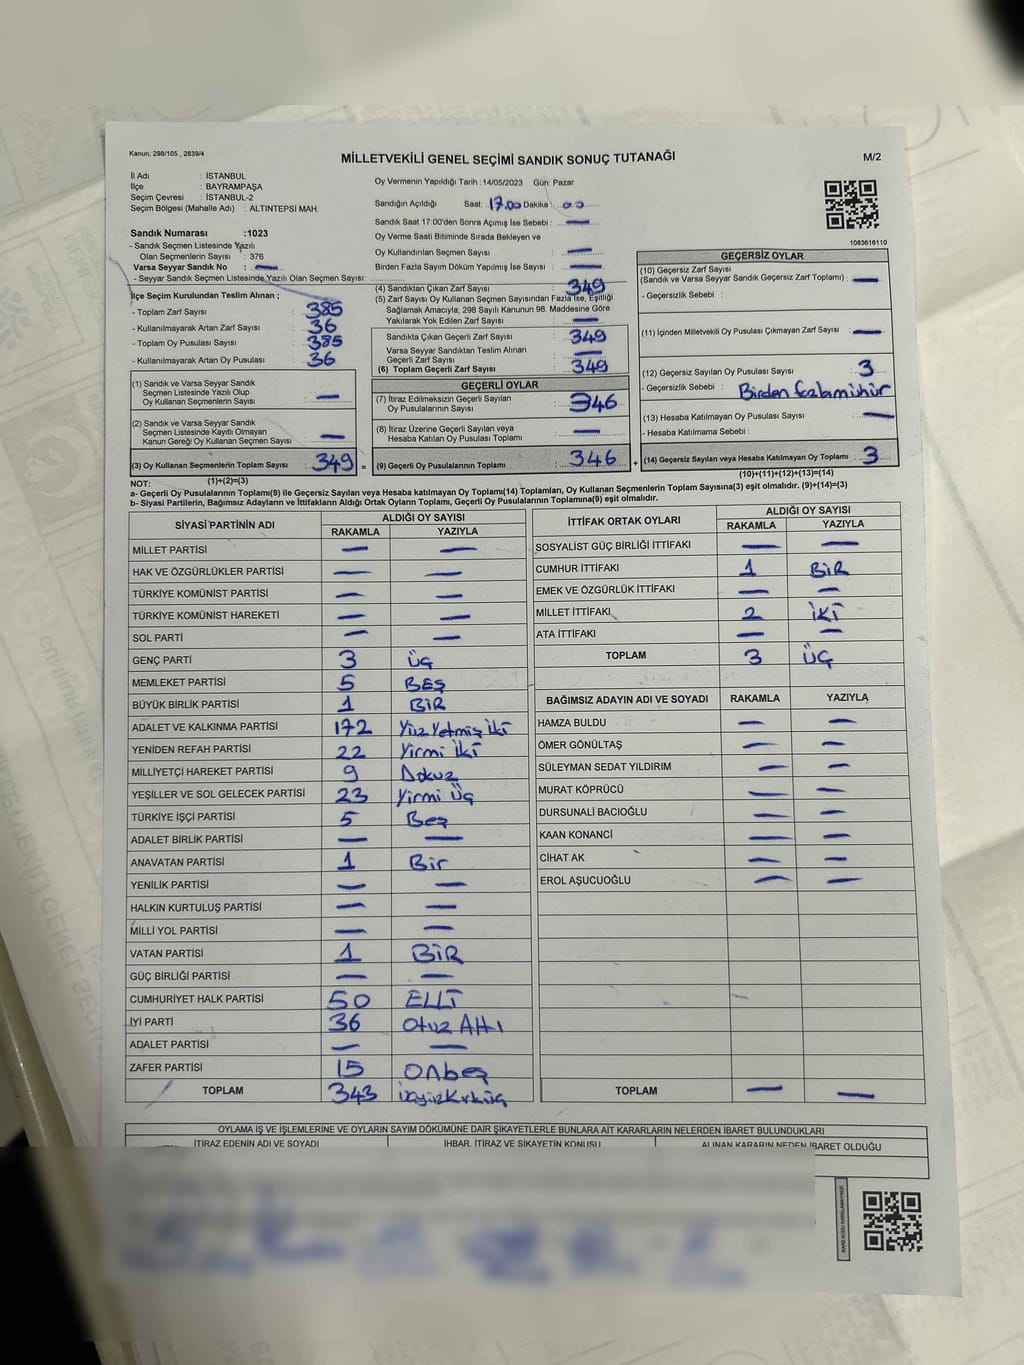 Kanun; 298/105 , 2839/4
MİLLETVEKİLİ GENEL SEÇİMİ SANDIK SONUÇ TUTANAĞI
M/2
İl Adı : İSTANBUL
İlçe : BAYRAMPAŞA
Seçim Çevresi : İSTANBUL-2
Seçim Bölgesi (Mahalle Adı) : ALTINTEPSİ MAH.
Sandık Numarası :1023
- Sandık Seçmen Listesinde Yazılı
Olan Seçmenlerin Sayısı : 376
Varsa Seyyar Sandık No : —
- Seyyar Sandık Seçmen Listesinde Yazılı Olan Seçmen Sayısı:
İlçe Seçim Kurulundan Teslim Alınan ;
- Toplam Zarf Sayısı : 385
- Kullanılmayarak Artan Zarf Sayısı : 36
- Toplam Oy Pusulası Sayısı : 385
- Kullanılmayarak Artan Oy Pusulası : 36
(1) Sandık ve Varsa Seyyar Sandık
Seçmen Listesinde Yazılı Olup
Oy Kullanan Seçmenlerin Sayısı : —
(2) Sandık ve Varsa Seyyar Sandık
Seçmen Listesinde Kayıtlı Olmayan
Kanun Gereği Oy Kullanan Seçmen Sayısı : —
(3) Oy Kullanan Seçmenlerin Toplam Sayısı : 349 =
(1)+(2)=(3)
Oy Vermenin Yapıldığı Tarih :14/05/2023 Gün: Pazar
Sandığın Açıldığı Saat: 17.00 Dakika : 00
Sandık Saat 17:00'den Sonra Açımış İse Sebebi : —
Oy Verme Saati Bitiminde Sırada Bekleyen ve
Oy Kullandırılan Seçmen Sayısı : —
Birden Fazla Sayım Döküm Yapılmış İse Sayısı : —
(4) Sandıktan Çıkan Zarf Sayısı : 349
(5) Zarf Sayısı Oy Kullanan Seçmen Sayısından Fazla İse, Eşitliği
Sağlamak Amacıyla; 298 Sayılı Kanunun 98. Maddesine Göre
Yakılarak Yok Edilen Zarf Sayısı : —
Sandıkta Çıkan Geçerli Zarf Sayısı : 349
Varsa Seyyar Sandıktan Teslim Alınan
Geçerli Zarf Sayısı : —
(6) Toplam Geçerli Zarf Sayısı : 349
GEÇERLİ OYLAR
(7) İtiraz Edilmeksizin Geçerli Sayılan
Oy Pusulalarının Sayısı : 346
(8) İtiraz Üzerine Geçerli Sayılan veya
Hesaba Katılan Oy Pusulası Toplamı : —
(9) Geçerli Oy Pusulalarının Toplamı : 346 +
1083616110
GEÇERSİZ OYLAR
(10) Geçersiz Zarf Sayısı
(Sandık ve Varsa Seyyar Sandık Geçersiz Zarf Toplamı) : —
- Geçersizlik Sebebi :
(11) İçinden Milletvekili Oy Pusulası Çıkmayan Zarf Sayısı : —
(12) Geçersiz Sayılan Oy Pusulası Sayısı : 3
- Geçersizlik Sebebi : Birden fazla mühür
(13) Hesaba Katılmayan Oy Pusulası Sayısı : —
- Hesaba Katılmama Sebebi :
(14) Geçersiz Sayılan veya Hesaba Katılmayan Oy Toplamı : 3
(10)+(11)+(12)+(13)=(14)
NOT:
a- Geçerli Oy Pusulalarının Toplamı(9) ile Geçersiz Sayılan veya Hesaba katılmayan Oy Toplamı(14) Toplamları, Oy Kullanan Seçmenlerin Toplam Sayısına(3) eşit olmalıdır. (9)+(14)=(3)
b- Siyasi Partilerin, Bağımsız Adayların ve İttifakların Aldığı Ortak Oyların Toplamı, Geçerli Oy Pusulalarının Toplamına(9) eşit olmalıdır.
SİYASİ PARTİNİN ADI ALDIĞI OY SAYISI
RAKAMLA YAZIYLA
MİLLET PARTİSİ — —
HAK VE ÖZGÜRLÜKLER PARTİSİ — —
TÜRKİYE KOMÜNİST PARTİSİ — —
TÜRKİYE KOMÜNİST HAREKETİ — —
SOL PARTİ — —
GENÇ PARTİ 3 Üç
MEMLEKET PARTİSİ 5 BEŞ
BÜYÜK BİRLİK PARTİSİ 1 BİR
ADALET VE KALKINMA PARTİSİ 172 Yüz Yetmiş İki
YENİDEN REFAH PARTİSİ 22 Yirmi İki
MİLLİYETÇİ HAREKET PARTİSİ 9 Dokuz
YEŞİLLER VE SOL GELECEK PARTİSİ 23 Yirmi Üç
TÜRKİYE İŞÇİ PARTİSİ 5 Beş
ADALET BİRLİK PARTİSİ — —
ANAVATAN PARTİSİ 1 Bir
YENİLİK PARTİSİ — —
HALKIN KURTULUŞ PARTİSİ — —
MİLLİ YOL PARTİSİ — —
VATAN PARTİSİ 1 BİR
GÜÇ BİRLİĞİ PARTİSİ — —
CUMHURİYET HALK PARTİSİ 50 ELLİ
İYİ PARTİ 36 Otuz Altı
ADALET PARTİSİ — —
ZAFER PARTİSİ 15 Onbeş
TOPLAM 343 Üçyüz Kırküç
İTTİFAK ORTAK OYLARI ALDIĞI OY SAYISI
RAKAMLA YAZIYLA
SOSYALİST GÜÇ BİRLİĞİ İTTİFAKI — —
CUMHUR İTTİFAKI 1 BİR
EMEK VE ÖZGÜRLÜK İTTİFAKI — —
MİLLET İTTİFAKI 2 İKİ
ATA İTTİFAKI — —
TOPLAM 3 Üç
BAĞIMSIZ ADAYIN ADI VE SOYADI RAKAMLA YAZIYLA
HAMZA BULDU — —
ÖMER GÖNÜLTAŞ — —
SÜLEYMAN SEDAT YILDIRIM — —
MURAT KÖPRÜCÜ — —
DURSUNALİ BACIOĞLU — —
KAAN KONANCİ — —
CİHAT AK — —
EROL AŞUCUOĞLU — —
TOPLAM — —
OYLAMA İŞ VE İŞLEMLERİNE VE OYLARIN SAYIM DÖKÜMÜNE DAİR ŞİKAYETLERLE BUNLARA AİT KARARLARIN NELERDEN İBARET BULUNDUKLARI
İTİRAZ EDENİN ADI VE SOYADI İHBAR, İTİRAZ VE ŞİKAYETİN KONUSU ALINAN KARARIN NEDEN İBARET OLDUĞU